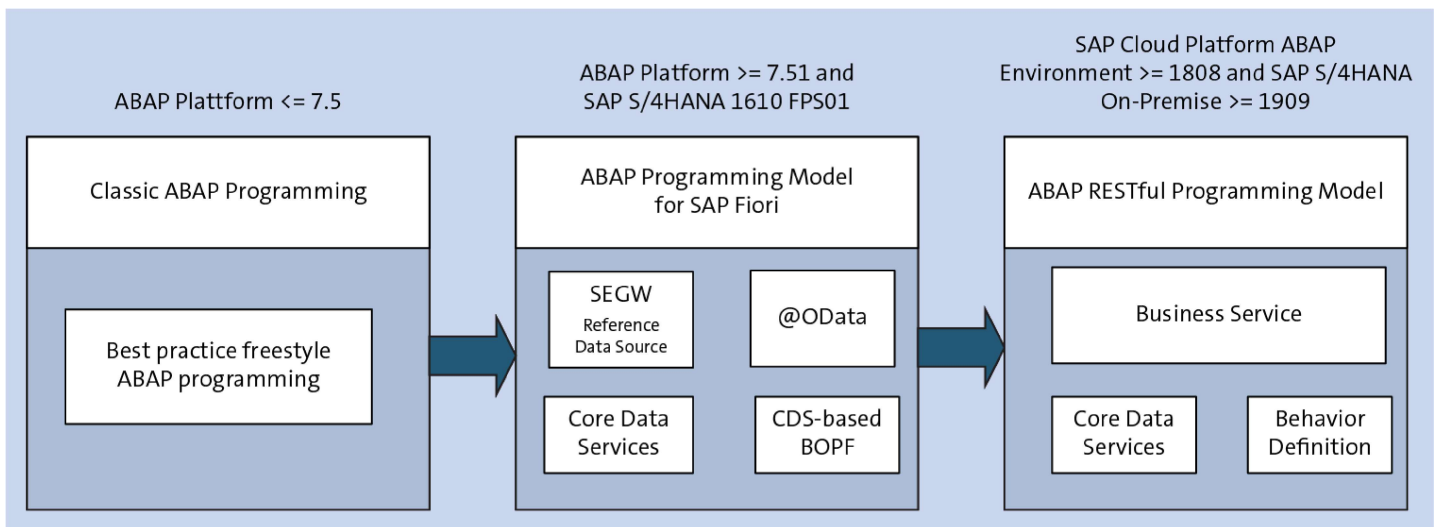 ABAP Plattform <= 7.5
Classic ABAP Programming
Best practice freestyle
ABAP programming
ABAP Platform >= 7.51 and
SAP S/4HANA 1610 FPS01
ABAP Programming Model
for SAP Fiori
SEGW
Reference
Data Source
@OData
Core Data
Services
CDS-based
BOPF
SAP Cloud Platform ABAP
Environment >= 1808 and SAP S/4HANA
On-Premise >= 1909
ABAP RESTful Programming Model
Business Service
Core Data
Services
Behavior
Definition